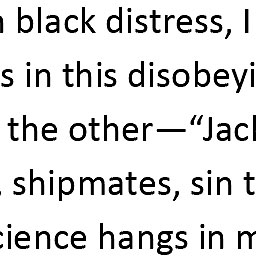 black distress, I
in this disobeyi
the other—“Jac
shipmates, sin t
cience hangs in m